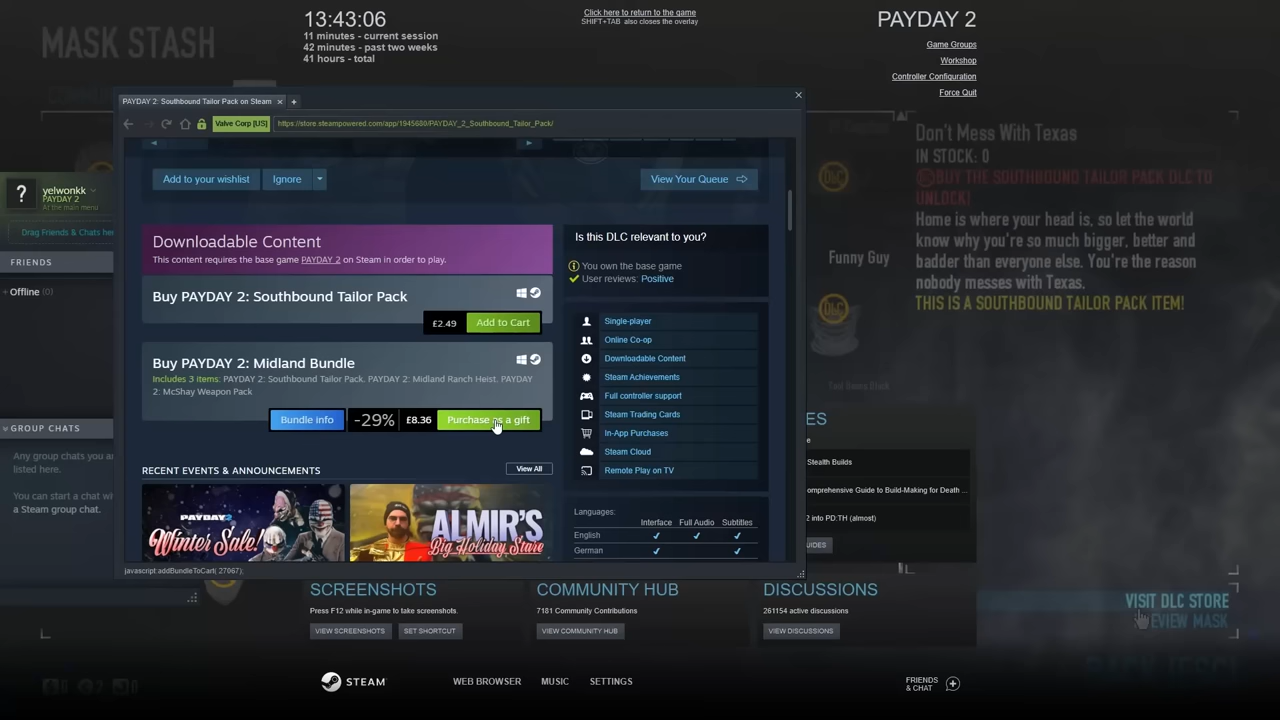 MASK STASH
13:43:06
11 minutes - current session
42 minutes - past two weeks
41 hours - total
Click here to return to the game
SHIFT+TAB also closes the overlay
PAYDAY 2
Game Groups
Workshop
Controller Configuration
Force Quit
PAYDAY 2: Southbound Tailor Pack on Steam
Valve Corp [US]
https://store.steampowered.com/app/1945680/PAYDAY_2_Southbound_Tailor_Pack/
Add to your wishlist
Ignore
View Your Queue
?
yelwonkk
PAYDAY 2
At the main menu
Drag Friends & Chats he
FRIENDS
Offline (0)
GROUP CHATS
Any group chats you a
listed here.
You can start a chat wi
a Steam group chat.
Downloadable Content
This content requires the base game PAYDAY 2 on Steam in order to play.
Buy PAYDAY 2: Southbound Tailor Pack
£2.49
Add to Cart
Buy PAYDAY 2: Midland Bundle
Includes 3 items: PAYDAY 2: Southbound Tailor Pack, PAYDAY 2: Midland Ranch Heist, PAYDAY
2: McShay Weapon Pack
Bundle info
-29%
£8.36
Purchase as a gift
RECENT EVENTS & ANNOUNCEMENTS
View All
PAYDAY 2
Winter Sale!
ALMIR'S
Big Holiday Stare
javascript:addBundleToCart( 27067);
Is this DLC relevant to you?
You own the base game
User reviews: Positive
Single-player
Online Co-op
Downloadable Content
Steam Achievements
Full controller support
Steam Trading Cards
In-App Purchases
Steam Cloud
Remote Play on TV
Languages:
Interface
Full Audio
Subtitles
English
German
DLC
Funny Guy
DLC
Don't Mess With Texas
IN STOCK: 0
BUY THE SOUTHBOUND TAILOR PACK DLC TO
UNLOCK!
Home is where your head is, so let the world
know why you're so much bigger, better and
badder than everyone else. You're the reason
nobody messes with Texas.
THIS IS A SOUTHBOUND TAILOR PACK ITEM!
ES
e
Stealth Builds
omprehensive Guide to Build-Making for Death ...
2 into PD:TH (almost)
UIDES
SCREENSHOTS
Press F12 while in-game to take screenshots.
VIEW SCREENSHOTS
SET SHORTCUT
COMMUNITY HUB
7181 Community Contributions
VIEW COMMUNITY HUB
DISCUSSIONS
261154 active discussions
VIEW DISCUSSIONS
VISIT DLC STORE
EVIEW MASK
BACK [ESC]
STEAM
WEB BROWSER
MUSIC
SETTINGS
FRIENDS
& CHAT